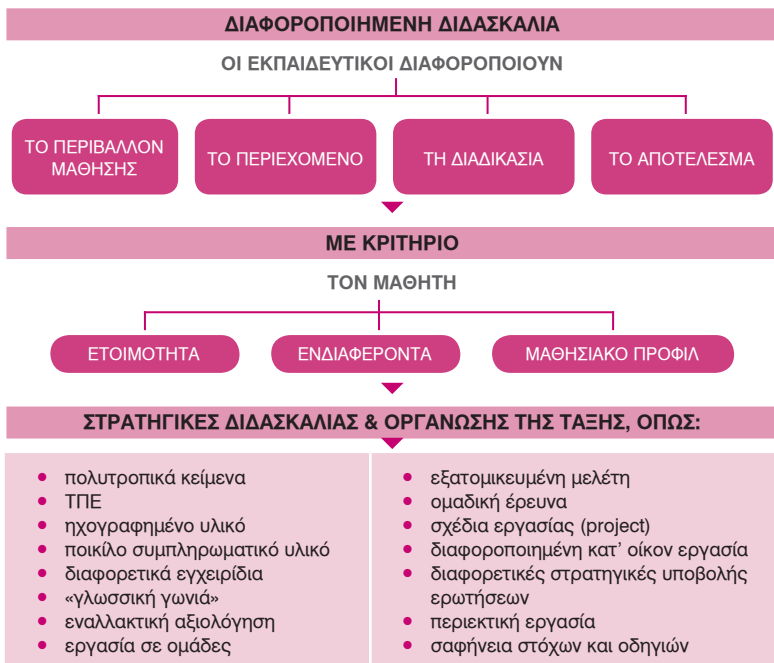 ΔΙΑΦΟΡΟΠΟΙΗΜΕΝΗ ΔΙΔΑΣΚΑΛΙΑ
ΟΙ ΕΚΠΑΙΔΕΥΤΙΚΟΙ ΔΙΑΦΟΡΟΠΟΙΟΥΝ
ΤΟ ΠΕΡΙΒΑΛΛΟΝ
ΜΑΘΗΣΗΣ
ΤΟ ΠΕΡΙΕΧΟΜΕΝΟ
ΤΗ ΔΙΑΔΙΚΑΣΙΑ
ΤΟ ΑΠΟΤΕΛΕΣΜΑ
ΜΕ ΚΡΙΤΗΡΙΟ
ΤΟΝ ΜΑΘΗΤΗ
ΕΤΟΙΜΟΤΗΤΑ
ΕΝΔΙΑΦΕΡΟΝΤΑ
ΜΑΘΗΣΙΑΚΟ ΠΡΟΦΙΛ
ΣΤΡΑΤΗΓΙΚΕΣ ΔΙΔΑΣΚΑΛΙΑΣ & ΟΡΓΑΝΩΣΗΣ ΤΗΣ ΤΑΞΗΣ, ΟΠΩΣ:
• πολυτροπικά κείμενα
• ΤΠΕ
• ηχογραφημένο υλικό
• ποικίλο συμπληρωματικό υλικό
• διαφορετικά εγχειρίδια
• «γλωσσική γωνιά»
• εναλλακτική αξιολόγηση
• εργασία σε ομάδες
• εξατομικευμένη μελέτη
• ομαδική έρευνα
• σχέδια εργασίας (project)
• διαφοροποιημένη κατ’ οίκον εργασία
• διαφορετικές στρατηγικές υποβολής
ερωτήσεων
• περιεκτική εργασία
• σαφήνεια στόχων και οδηγιών